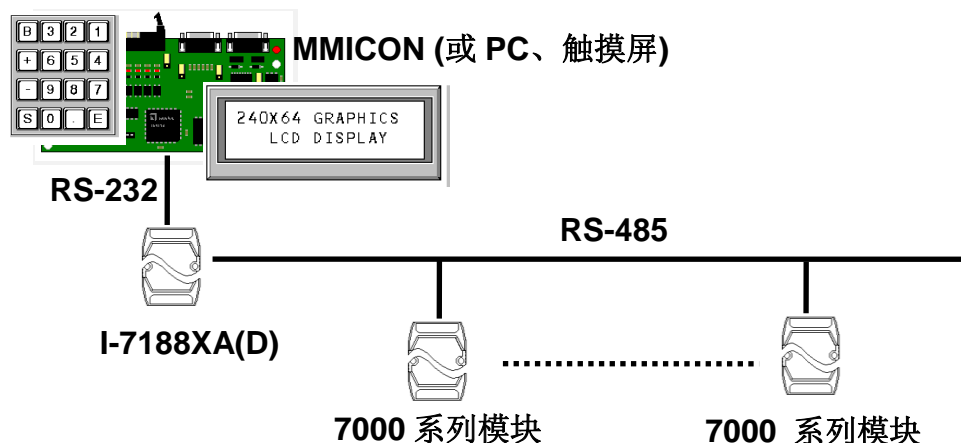 B 3 2 1
+ 6 5 4
- 9 8 7
S 0 . E
MMICON (或 PC、触摸屏)
240X64 GRAPHICS
LCD DISPLAY
RS-232
RS-485
I-7188XA(D)
7000 系列模块
7000 系列模块